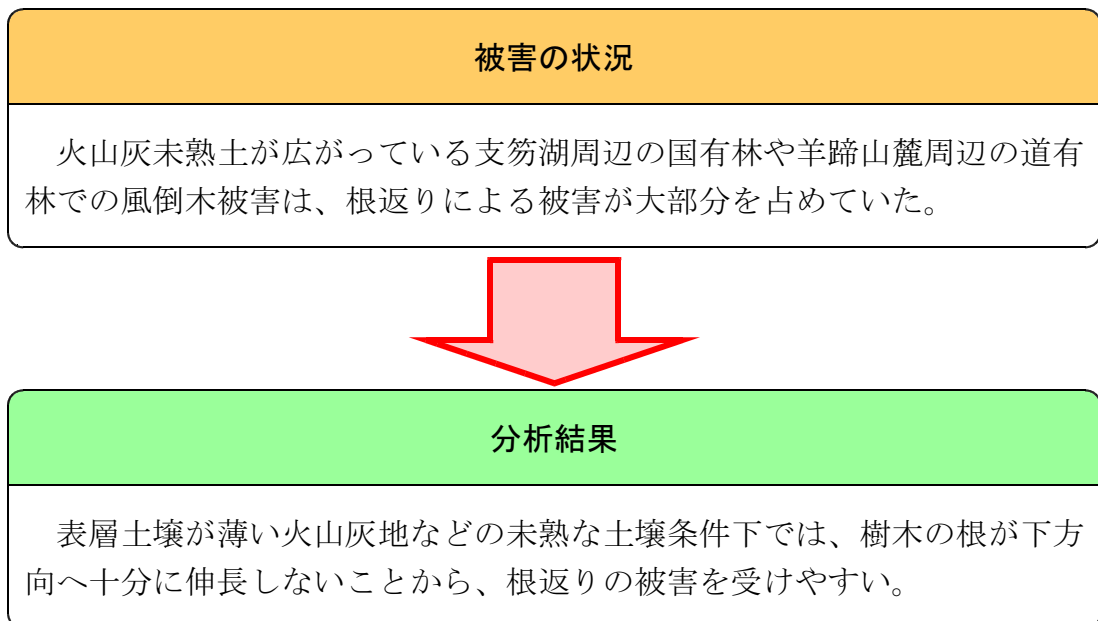 被害の状況
火山灰未熟土が広がっている支笏湖周辺の国有林や羊蹄山麓周辺の道有
林での風倒木被害は、根返りによる被害が大部分を占めていた。
分析結果
表層土壌が薄い火山灰地などの未熟な土壌条件下では、樹木の根が下方
向へ十分に伸長しないことから、根返りの被害を受けやすい。